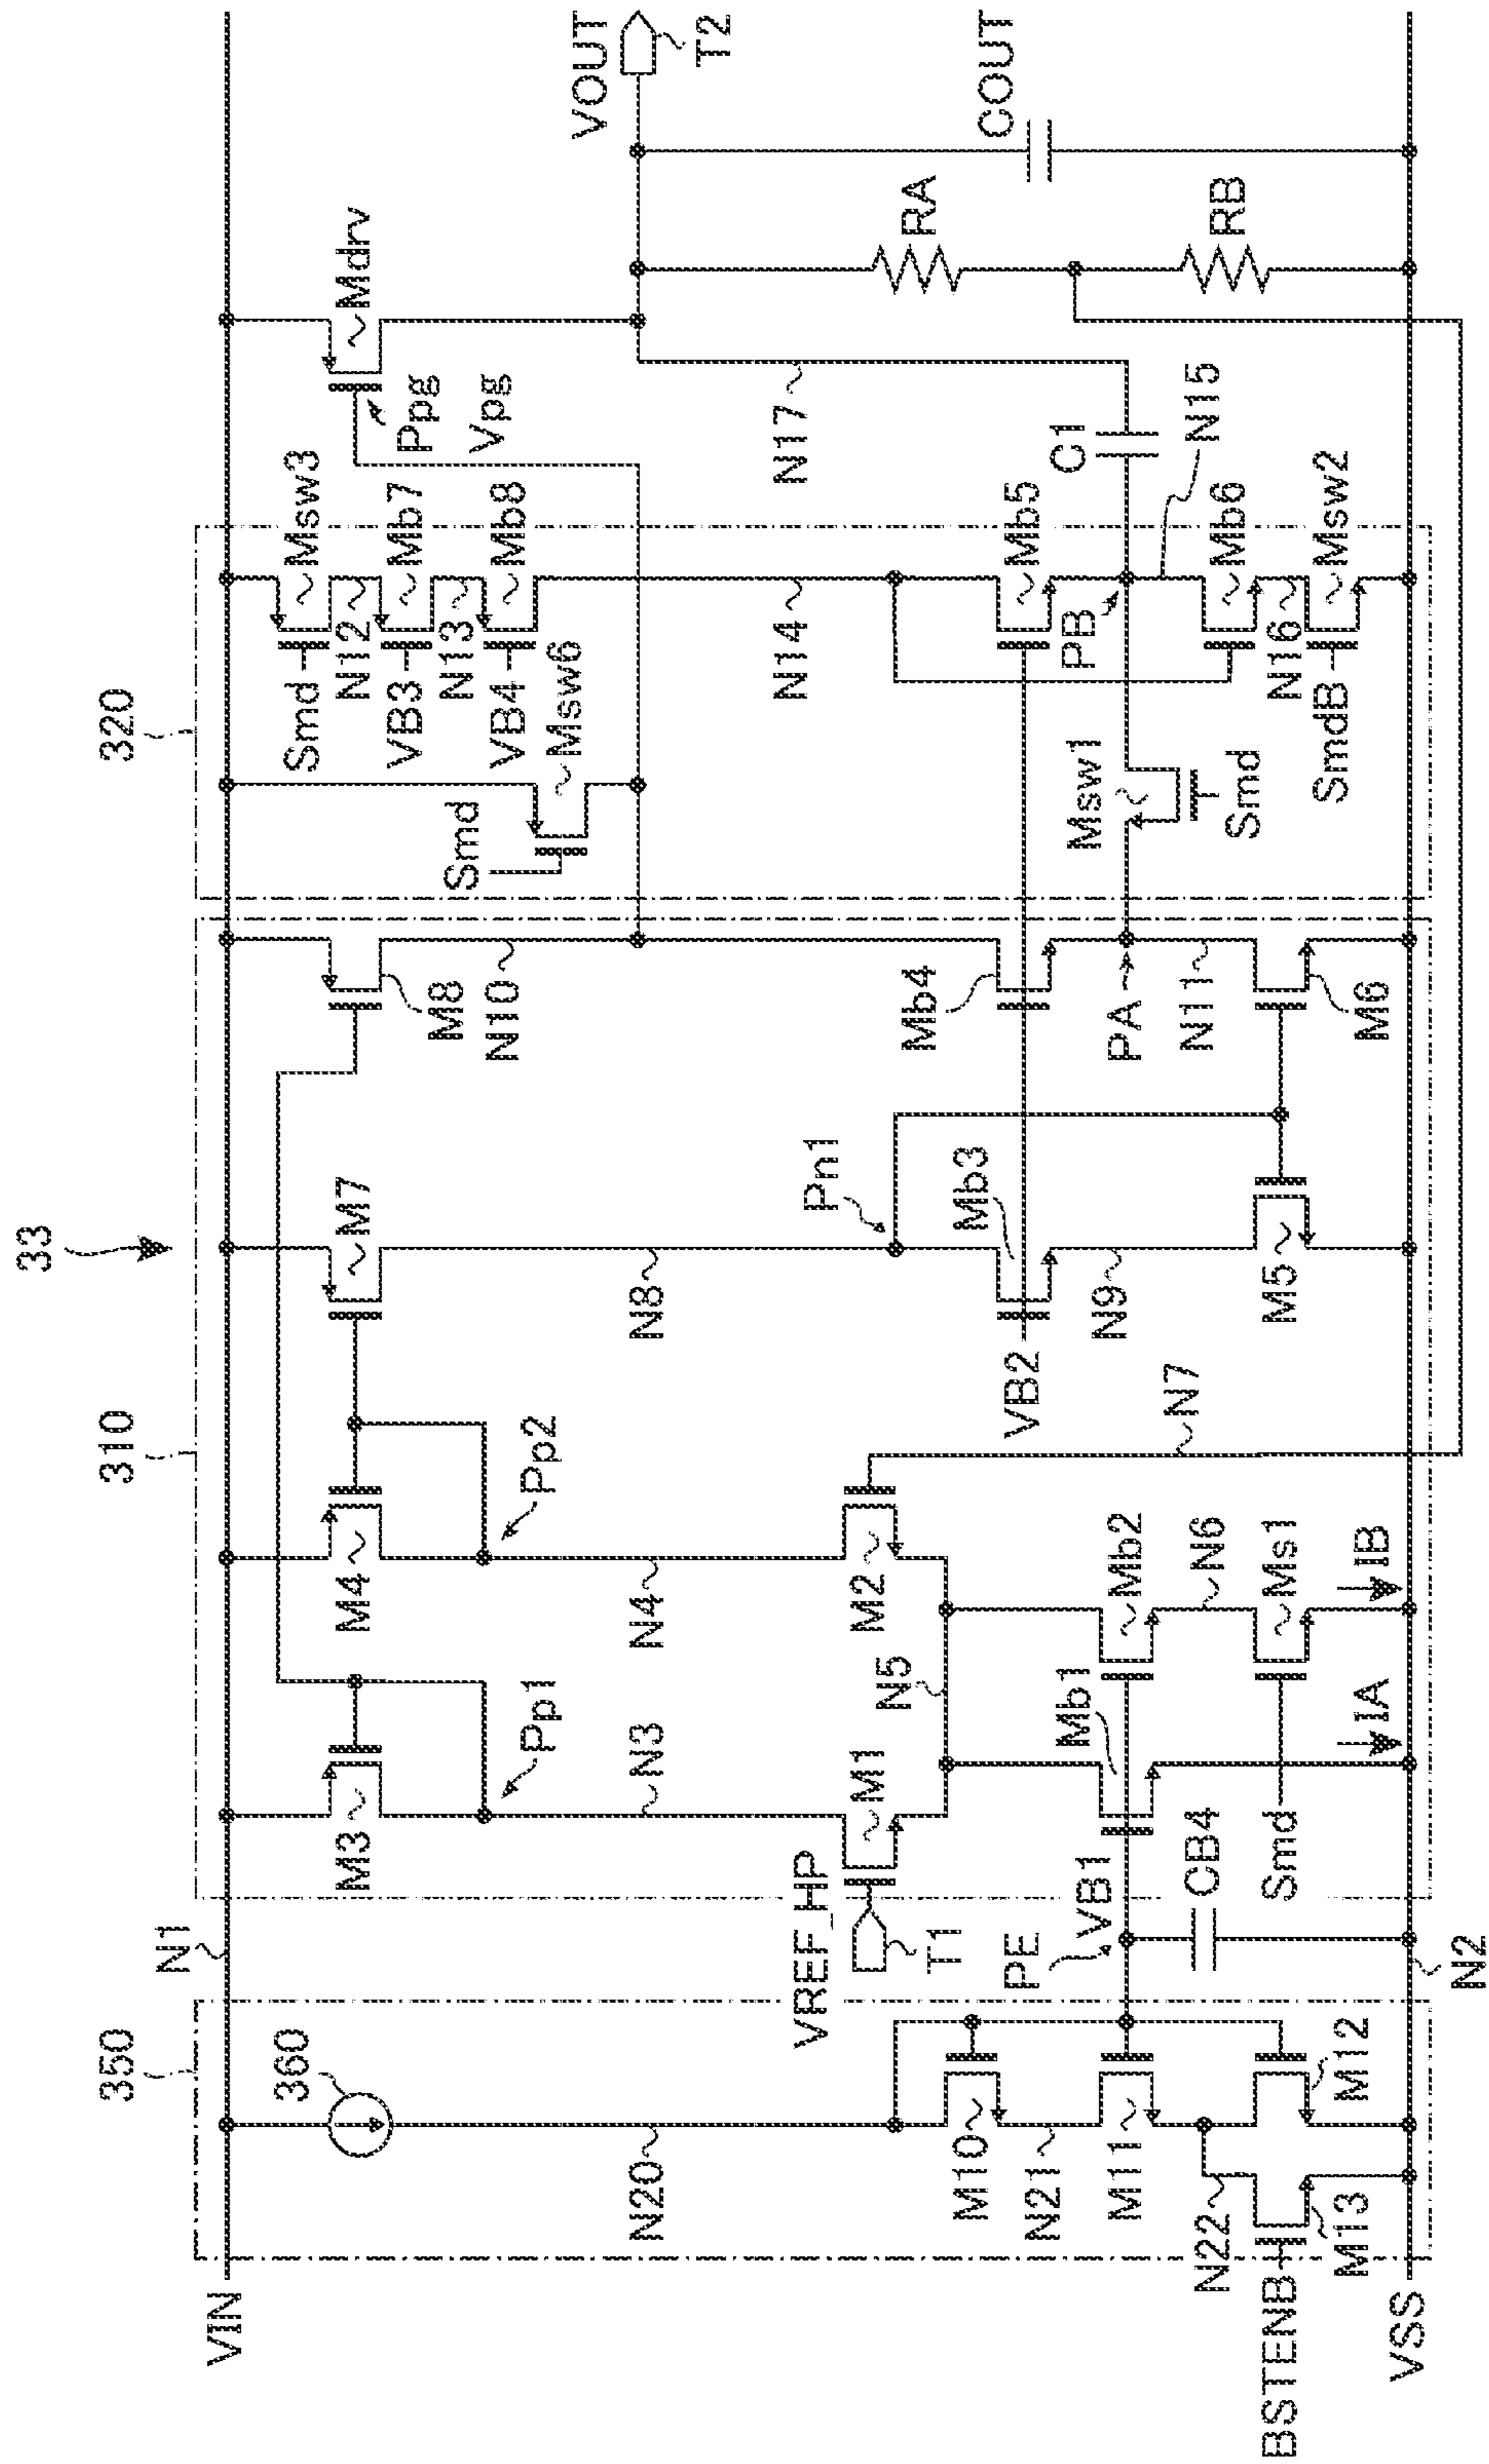 33
350
310
320
VIN
N1
360
N20
M10
N21
M11
N22
M12
M13
BSTENB
VSS
N2
PE
VB1
CB4
VREF_HP
T1
M3
Pp1
N3
M1
N5
Mb1
IA
Smd
M4
Pp2
N4
M2
Mb2
N6
Ms1
IB
N7
M7
N8
Pn1
Mb3
VB2
N9
M5
M8
N10
Mb4
PA
N11
M6
Smd
Msw6
Msw1
Smd
Msw3
Smd
N12
Mb7
VB3
N13
Mb8
VB4
N14
Mb5
PB
N15
Mb6
N16
Msw2
SmdB
Mdrv
Ppg
Vpg
N17
C1
RA
RB
VOUT
T2
COUT